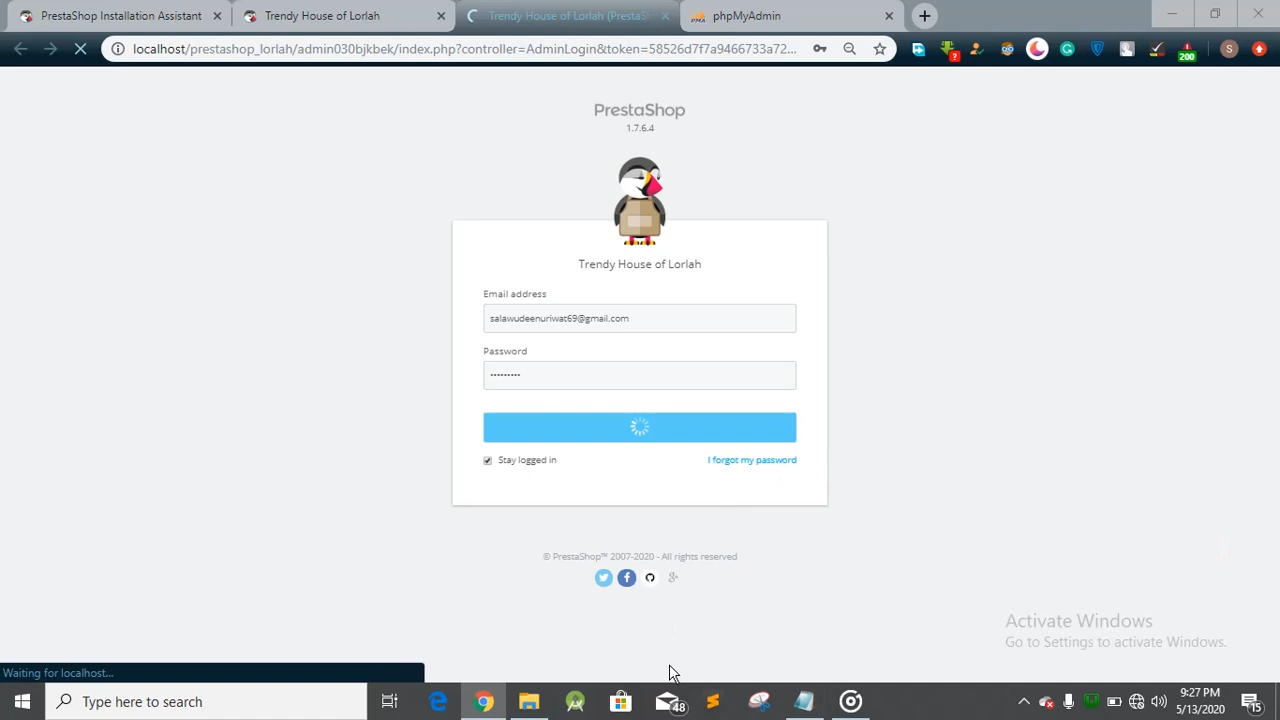 PrestaShop Installation Assistant
Trendy House of Lorlah
Trendy House of Lorlah (PrestaS
phpMyAdmin
localhost/prestashop_lorlah/admin030bjkbek/index.php?controller=AdminLogin&token=58526d7f7a9466733a72...
?
200
S
PrestaShop
1.7.6.4
Trendy House of Lorlah
Email address
salawudeenuriwat69@gmail.com
Password
•••••••••
Stay logged in
I forgot my password
© PrestaShop™ 2007-2020 - All rights reserved
Activate Windows
Go to Settings to activate Windows.
Waiting for localhost...
Type here to search
48
9:27 PM
5/13/2020
15